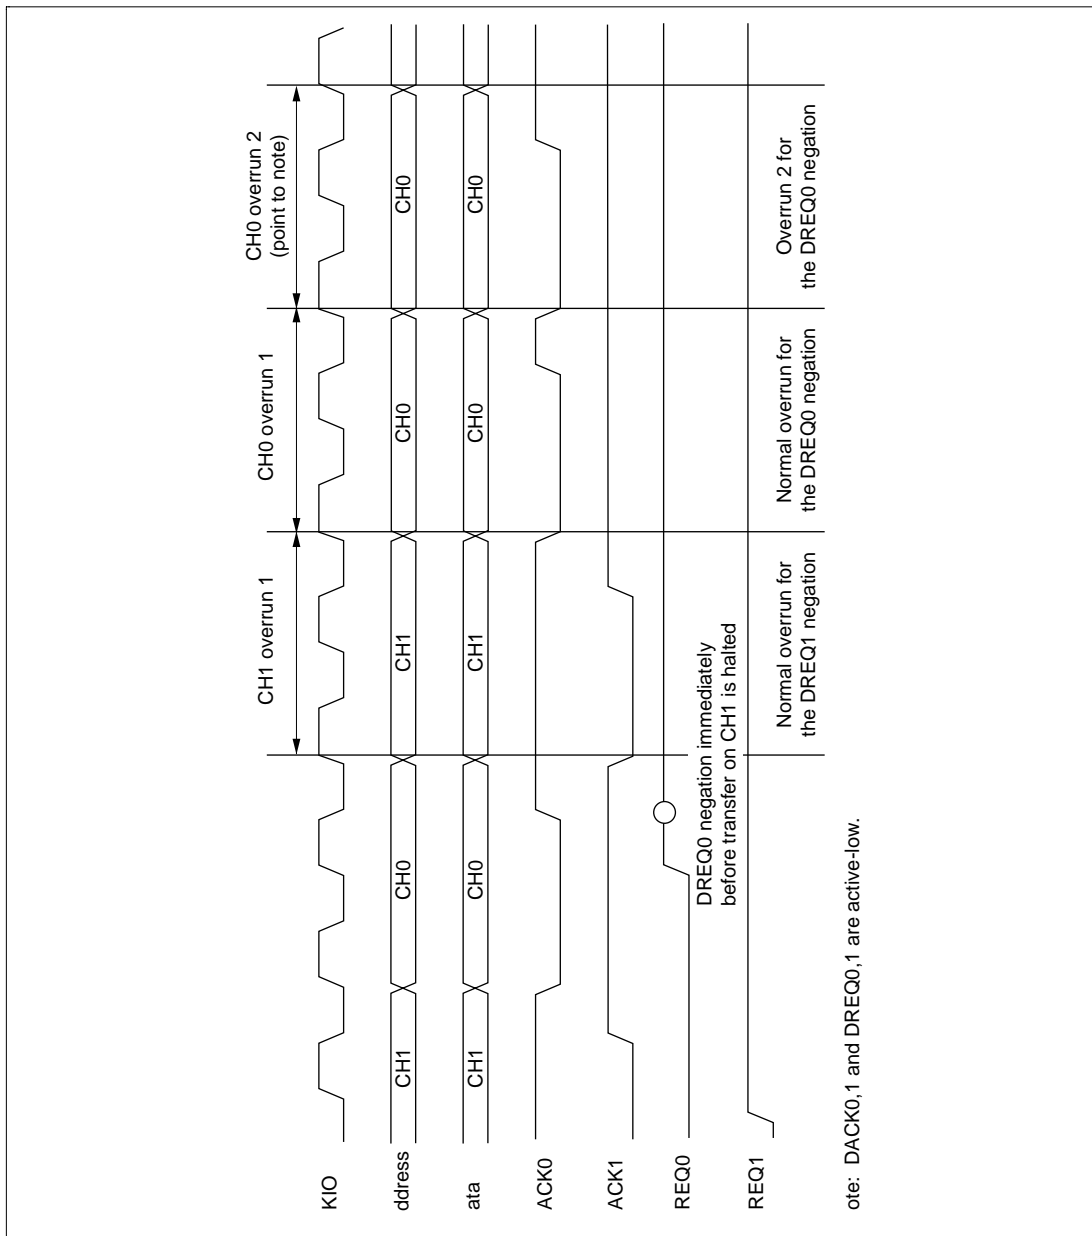 CH1 overrun 1
CH0 overrun 1
CH0 overrun 2
(point to note)
KIO
ddress
CH1
CH0
CH1
CH0
CH0
ata
CH1
CH0
CH1
CH0
CH0
ACK0
ACK1
REQ0
DREQ0 negation immediately
before transfer on CH1 is halted
REQ1
Normal overrun for
the DREQ1 negation
Normal overrun for
the DREQ0 negation
Overrun 2 for
the DREQ0 negation
ote: DACK0,1 and DREQ0,1 are active-low.